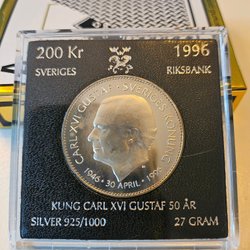 200 Kr 1996
SVERIGES RIKSBANK
CARL XVI GUSTAF • SVERIGES KONUNG
1946 • 30 APRIL • 1996
KUNG CARL XVI GUSTAF 50 ÅR
SILVER 925/1000 27 GRAM